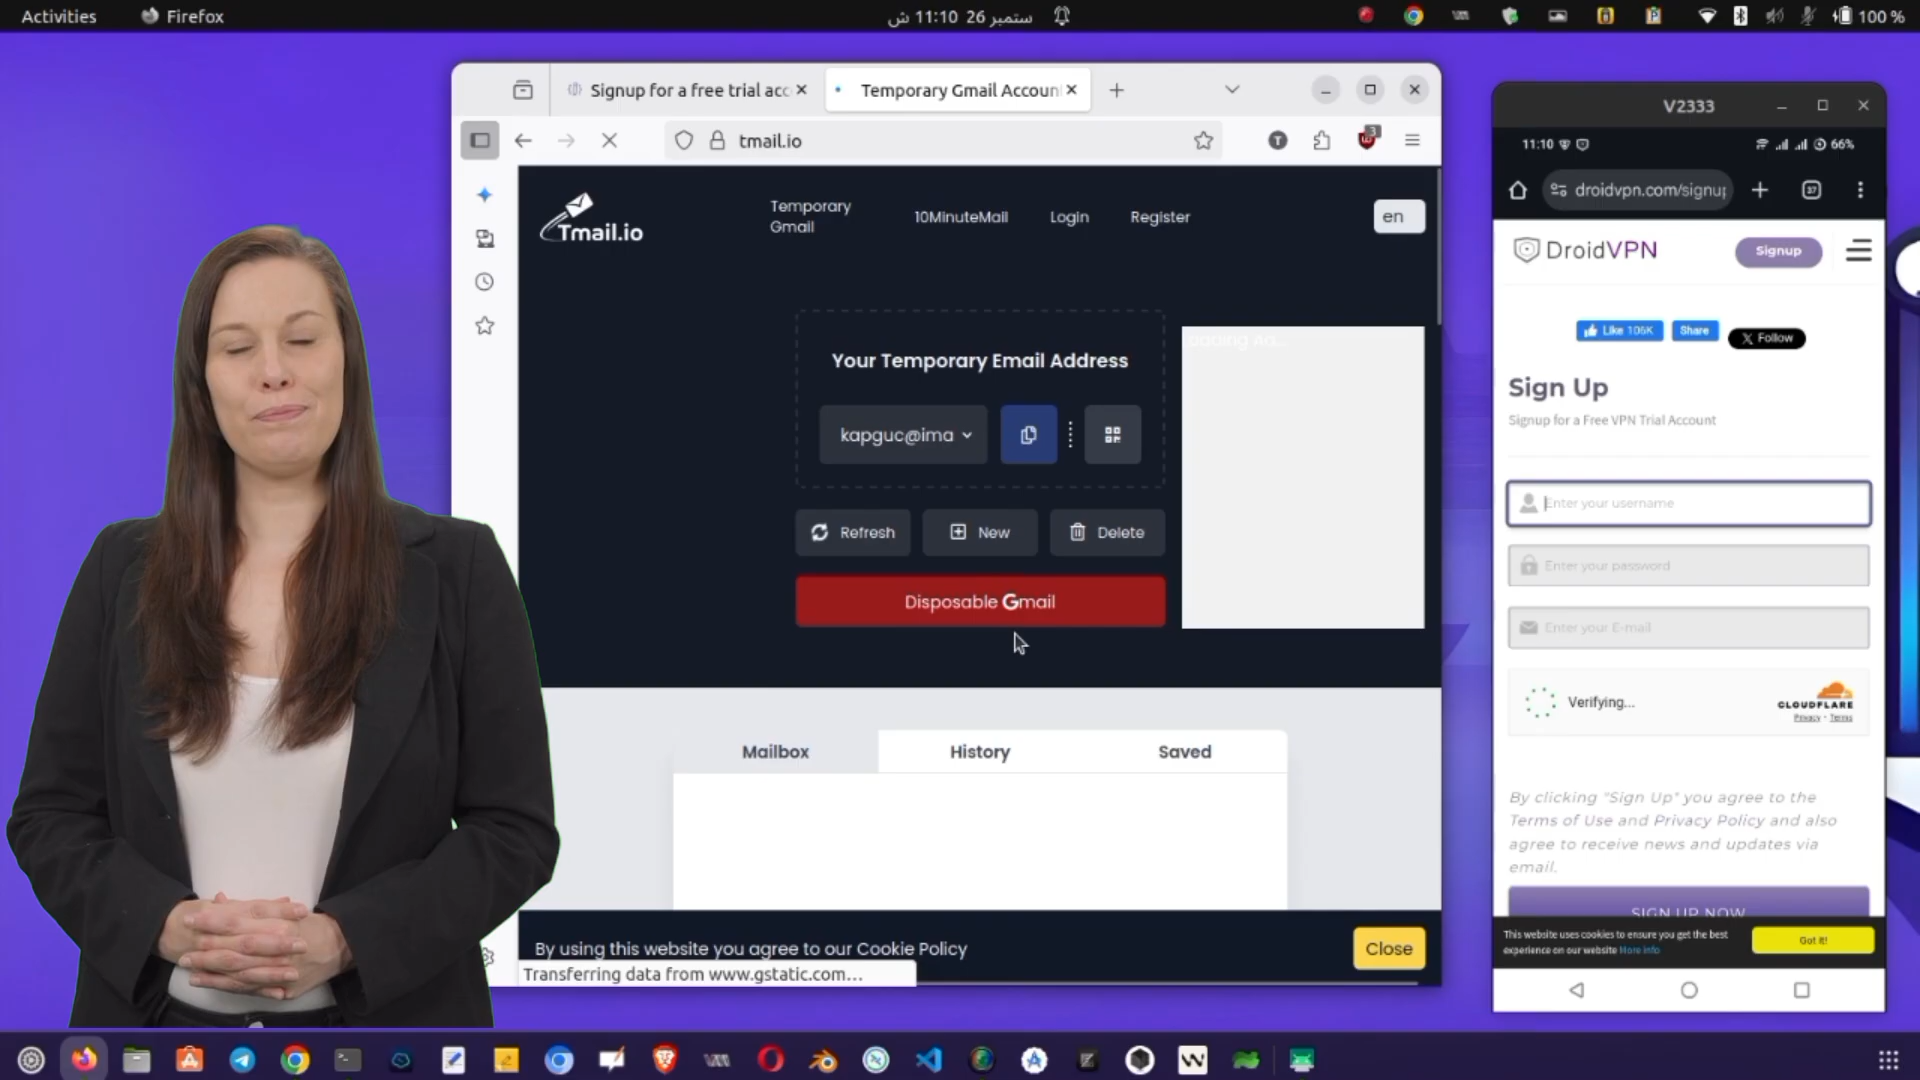 Activities
Firefox
ستمبر 26 11:10 ش
100 %
Signup for a free trial acc
Temporary Gmail Accoun
tmail.io
T
3
Tmail.io
Temporary
Gmail
10MinuteMail
Login
Register
en
Your Temporary Email Address
kapguc@ima
Refresh
New
Delete
Disposable Gmail
Mailbox
History
Saved
By using this website you agree to our Cookie Policy
Close
Transferring data from www.gstatic.com…
V2333
11:10
66%
droidvpn.com/signup
37
DroidVPN
Signup
Like 106K
Share
X Follow
Sign Up
Signup for a Free VPN Trial Account
Enter your username
Enter your password
Enter your E-mail
Verifying...
CLOUDFLARE
Privacy • Terms
By clicking "Sign Up" you agree to the
Terms of Use and Privacy Policy and also
agree to receive news and updates via
email.
SIGN UP NOW
This website uses cookies to ensure you get the best
experience on our website More info
Got it!